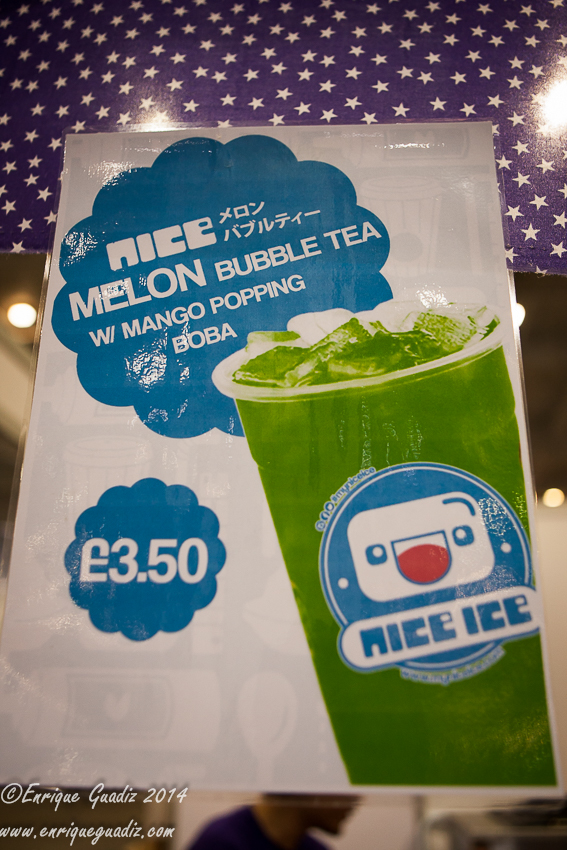 NICE メロン
バブルティー
MELON BUBBLE TEA
W/ MANGO POPPING
BOBA
£3.50
NICE ICE
©Enrique Guadiz 2014
www.enriqueguadiz.com